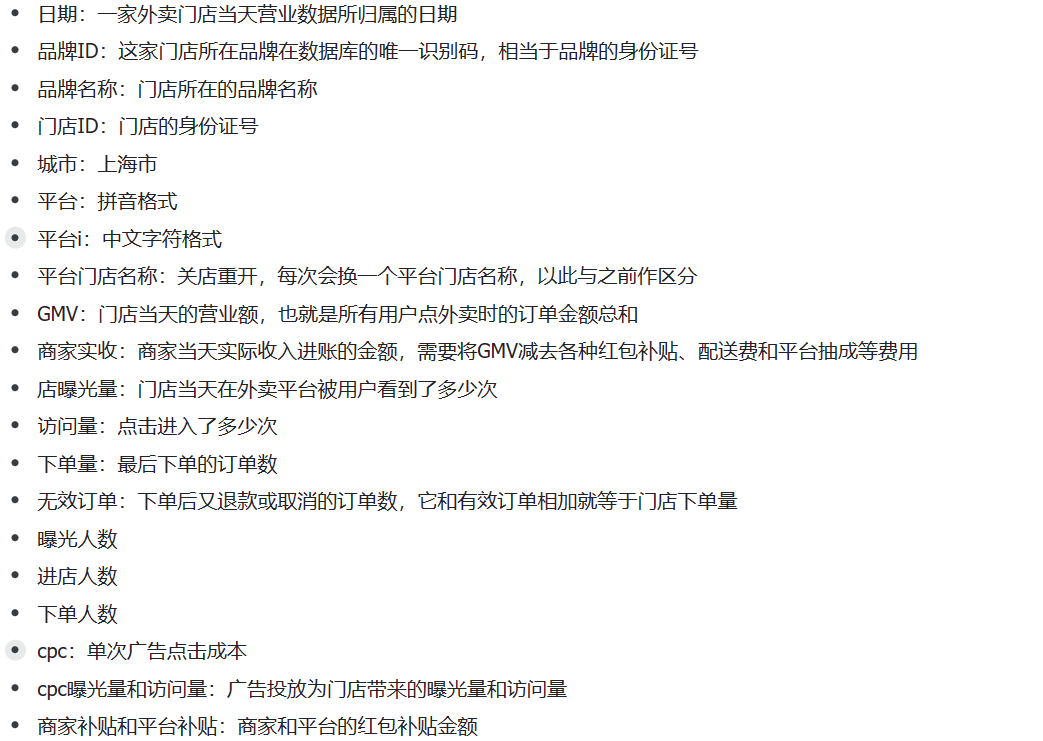 日期：一家外卖门店当天营业数据所归属的日期
品牌ID：这家门店所在品牌在数据库的唯一识别码，相当于品牌的身份证号
品牌名称：门店所在的品牌名称
门店ID：门店的身份证号
城市：上海市
平台：拼音格式
平台i：中文字符格式
平台门店名称：关店重开，每次会换一个平台门店名称，以此与之前作区分
GMV：门店当天的营业额，也就是所有用户点外卖时的订单金额总和
商家实收：商家当天实际收入进账的金额，需要将GMV减去各种红包补贴、配送费和平台抽成等费用
店曝光量：门店当天在外卖平台被用户看到了多少次
访问量：点击进入了多少次
下单量：最后下单的订单数
无效订单：下单后又退款或取消的订单数，它和有效订单相加就等于门店下单量
曝光人数
进店人数
下单人数
cpc：单次广告点击成本
cpc曝光量和访问量：广告投放为门店带来的曝光量和访问量
商家补贴和平台补贴：商家和平台的红包补贴金额